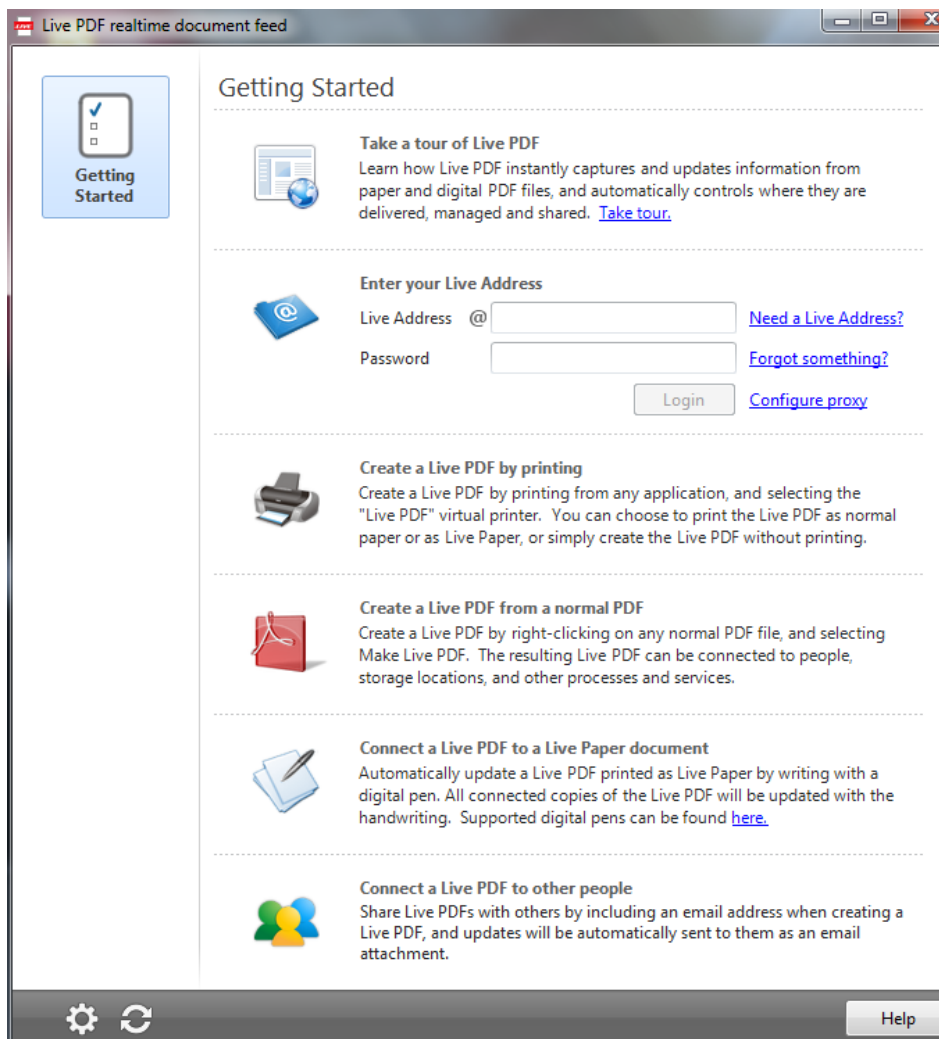 LIVE Live PDF realtime document feed
Getting
Started
Getting Started
Take a tour of Live PDF
Learn how Live PDF instantly captures and updates information from
paper and digital PDF files, and automatically controls where they are
delivered, managed and shared.  Take tour.
Enter your Live Address
Live Address @ Need a Live Address?
Password Forgot something?
Login Configure proxy
Create a Live PDF by printing
Create a Live PDF by printing from any application, and selecting the
"Live PDF" virtual printer.  You can choose to print the Live PDF as normal
paper or as Live Paper, or simply create the Live PDF without printing.
Create a Live PDF from a normal PDF
Create a Live PDF by right-clicking on any normal PDF file, and selecting
Make Live PDF.  The resulting Live PDF can be connected to people,
storage locations, and other processes and services.
Connect a Live PDF to a Live Paper document
Automatically update a Live PDF printed as Live Paper by writing with a
digital pen. All connected copies of the Live PDF will be updated with the
handwriting.  Supported digital pens can be found here.
Connect a Live PDF to other people
Share Live PDFs with others by including an email address when creating a
Live PDF, and updates will be automatically sent to them as an email
attachment.
Help